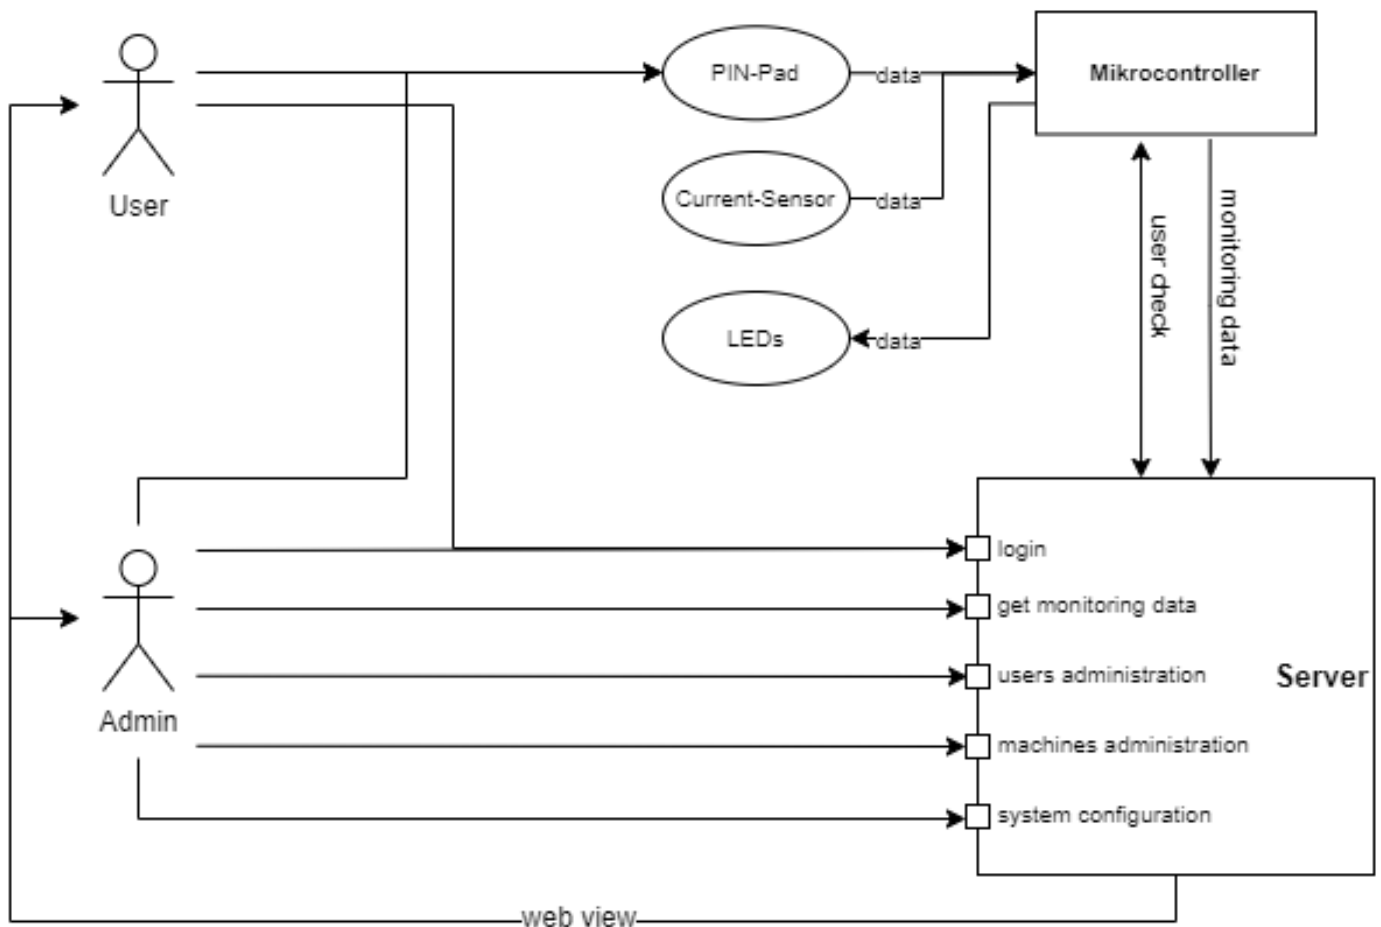 PIN-Pad
data
Mikrocontroller
User
Current-Sensor
data
user check
monitoring data
LEDs
data
login
get monitoring data
users administration
Server
Admin
machines administration
system configuration
web view